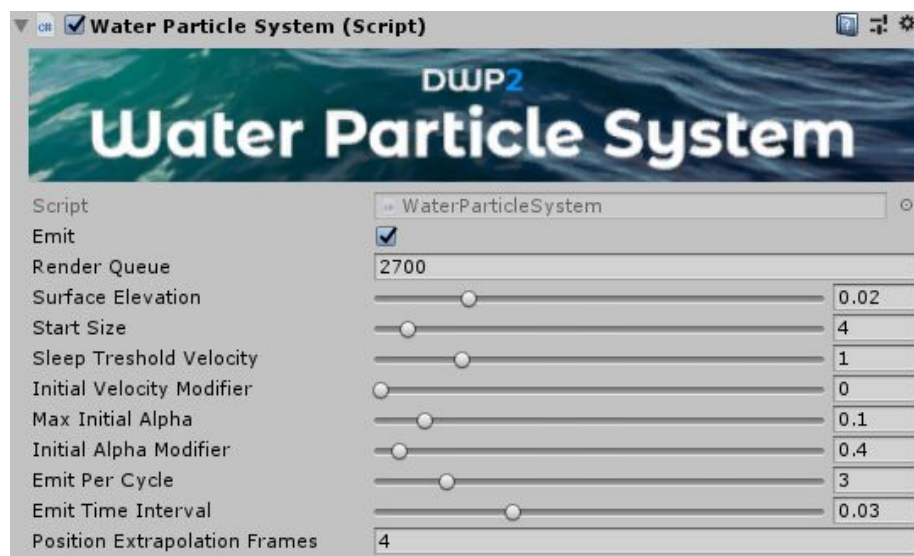 Water Particle System (Script)
DWP2
Water Particle System
Script WaterParticleSystem
Emit
Render Queue 2700
Surface Elevation 0.02
Start Size 4
Sleep Treshold Velocity 1
Initial Velocity Modifier 0
Max Initial Alpha 0.1
Initial Alpha Modifier 0.4
Emit Per Cycle 3
Emit Time Interval 0.03
Position Extrapolation Frames 4